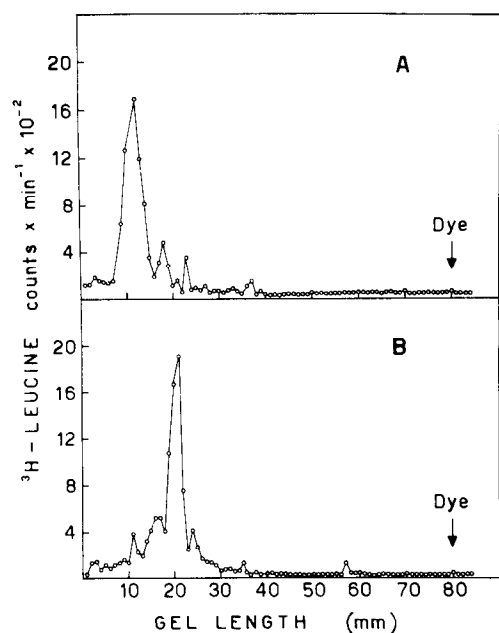 A
20
16
12
8
4
Dye
B
20
16
12
8
4
Dye
³H-LEUCINE counts x min⁻¹ x 10⁻²
10 20 30 40 50 60 70 80
GEL LENGTH (mm)